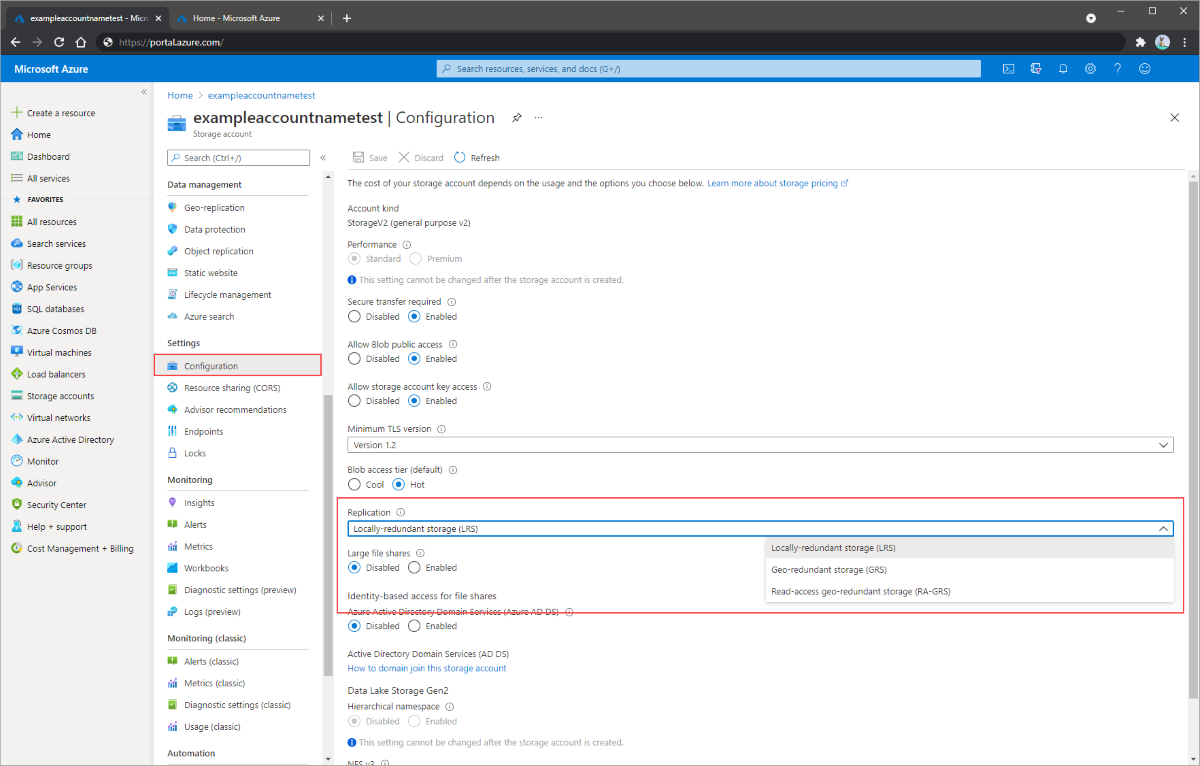 exampleaccountnametest - Micr
Home - Microsoft Azure
https://portal.azure.com/
Microsoft Azure
Search resources, services, and docs (G+/)
Create a resource
Home
Dashboard
All services
FAVORITES
All resources
Search services
Resource groups
App Services
SQL databases
Azure Cosmos DB
Virtual machines
Load balancers
Storage accounts
Virtual networks
Azure Active Directory
Monitor
Advisor
Security Center
Help + support
Cost Management + Billing
Home > exampleaccountnametest
exampleaccountnametest | Configuration
Storage account
Search (Ctrl+/)
Data management
Geo-replication
Data protection
Object replication
Static website
Lifecycle management
Azure search
Settings
Configuration
Resource sharing (CORS)
Advisor recommendations
Endpoints
Locks
Monitoring
Insights
Alerts
Metrics
Workbooks
Diagnostic settings (preview)
Logs (preview)
Monitoring (classic)
Alerts (classic)
Metrics (classic)
Diagnostic settings (classic)
Usage (classic)
Automation
Save Discard Refresh
The cost of your storage account depends on the usage and the options you choose below. Learn more about storage pricing
Account kind
StorageV2 (general purpose v2)
Performance
Standard Premium
This setting cannot be changed after the storage account is created.
Secure transfer required
Disabled Enabled
Allow Blob public access
Disabled Enabled
Allow storage account key access
Disabled Enabled
Minimum TLS version
Version 1.2
Blob access tier (default)
Cool Hot
Replication
Locally-redundant storage (LRS)
Locally-redundant storage (LRS)
Geo-redundant storage (GRS)
Read-access geo-redundant storage (RA-GRS)
Large file shares
Disabled Enabled
Identity-based access for file shares
Azure Active Directory Domain Services (Azure AD DS)
Disabled Enabled
Active Directory Domain Services (AD DS)
How to domain join this storage account
Data Lake Storage Gen2
Hierarchical namespace
Disabled Enabled
This setting cannot be changed after the storage account is created.
NFS v3